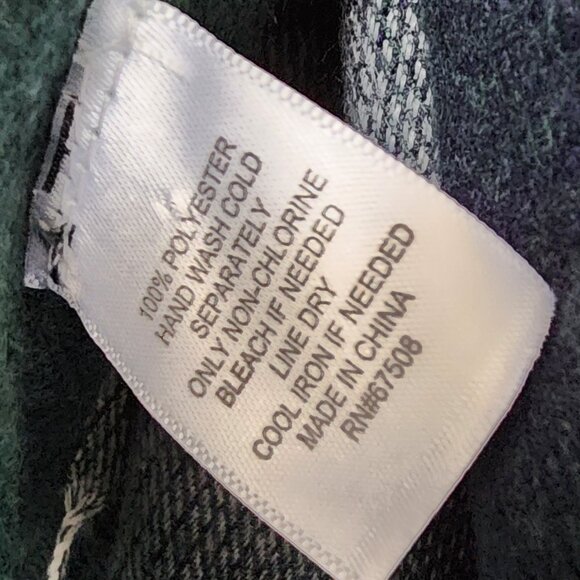 100% POLYESTER
HAND WASH COLD
SEPARATELY
ONLY NON-CHLORINE
BLEACH IF NEEDED
LINE DRY
COOL IRON IF NEEDED
MADE IN CHINA
RN#67508